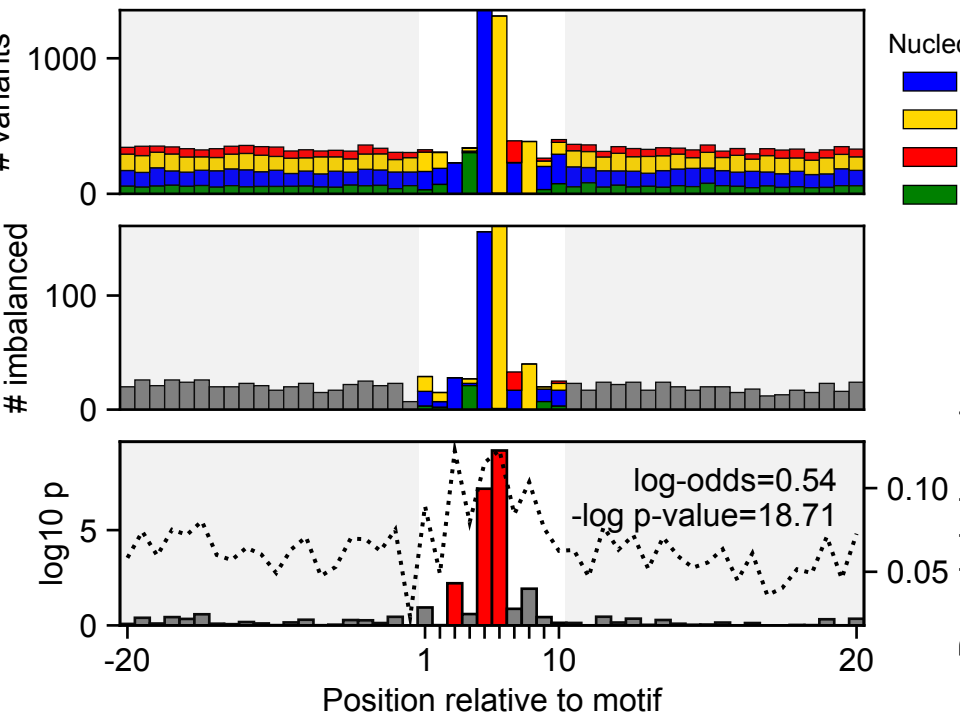 # variants
1000
0
Nucleo
# imbalanced
100
0
log10 p
5
0
log-odds=0.54
-log p-value=18.71
0.10
0.05
-20
1
10
20
Position relative to motif